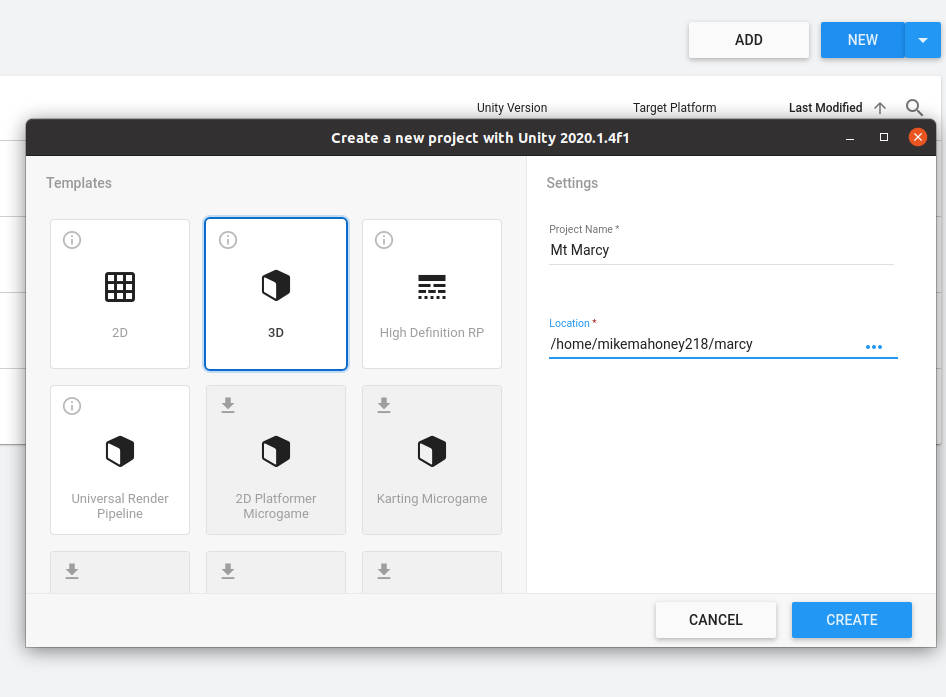 ADD
NEW
Unity Version
Target Platform
Last Modified
Create a new project with Unity 2020.1.4f1
Templates
2D
3D
High Definition RP
Universal Render
Pipeline
2D Platformer
Microgame
Karting Microgame
Settings
Project Name *
Mt Marcy
Location *
/home/mikemahoney218/marcy
CANCEL
CREATE